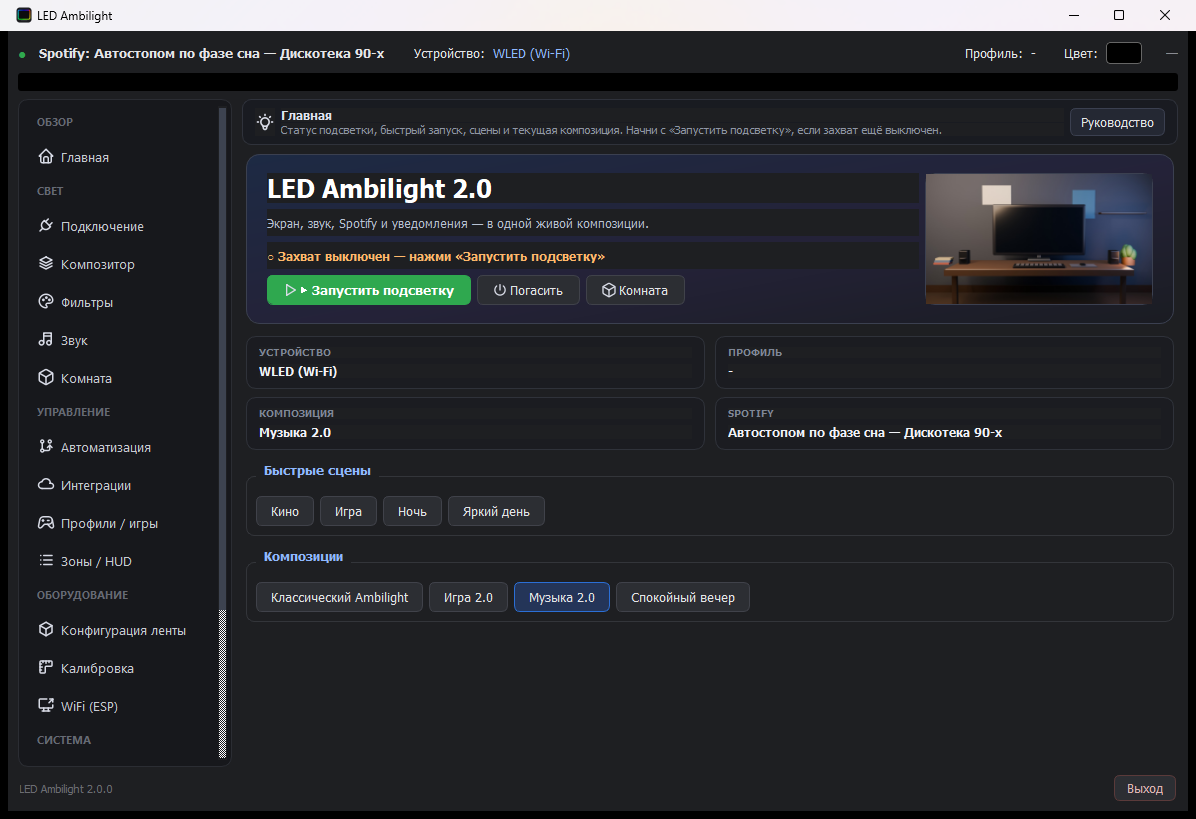 LED Ambilight
Spotify: Автостопом по фазе сна — Дискотека 90-х Устройство: WLED (Wi-Fi) Профиль: - Цвет: —
ОБЗОР
Главная
СВЕТ
Подключение
Композитор
Фильтры
Звук
Комната
УПРАВЛЕНИЕ
Автоматизация
Интеграции
Профили / игры
Зоны / HUD
ОБОРУДОВАНИЕ
Конфигурация ленты
Калибровка
WiFi (ESP)
СИСТЕМА
Главная
Статус подсветки, быстрый запуск, сцены и текущая композиция. Начни с «Запустить подсветку», если захват ещё выключен.
Руководство
LED Ambilight 2.0
Экран, звук, Spotify и уведомления — в одной живой композиции.
○ Захват выключен — нажми «Запустить подсветку»
▸ Запустить подсветку Погасить Комната
УСТРОЙСТВО
WLED (Wi-Fi)
ПРОФИЛЬ
-
КОМПОЗИЦИЯ
Музыка 2.0
SPOTIFY
Автостопом по фазе сна — Дискотека 90-х
Быстрые сцены
Кино Игра Ночь Яркий день
Композиции
Классический Ambilight Игра 2.0 Музыка 2.0 Спокойный вечер
LED Ambilight 2.0.0
Выход